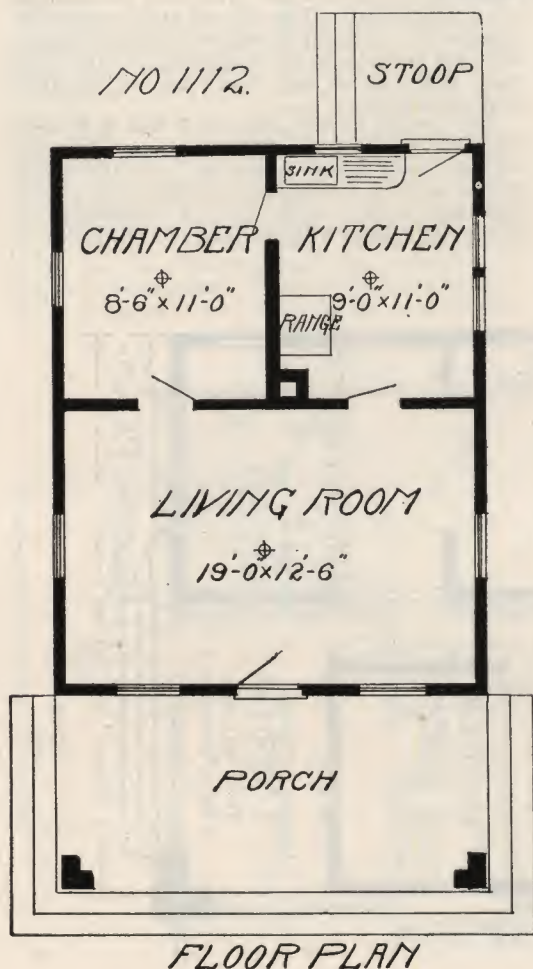 NO 1112.
STOOP
SINK
CHAMBER
8'-6" x 11'-0"
KITCHEN
9'-0" x 11'-0"
RANGE
LIVING ROOM
19'-0" x 12'-6"
PORCH
FLOOR PLAN